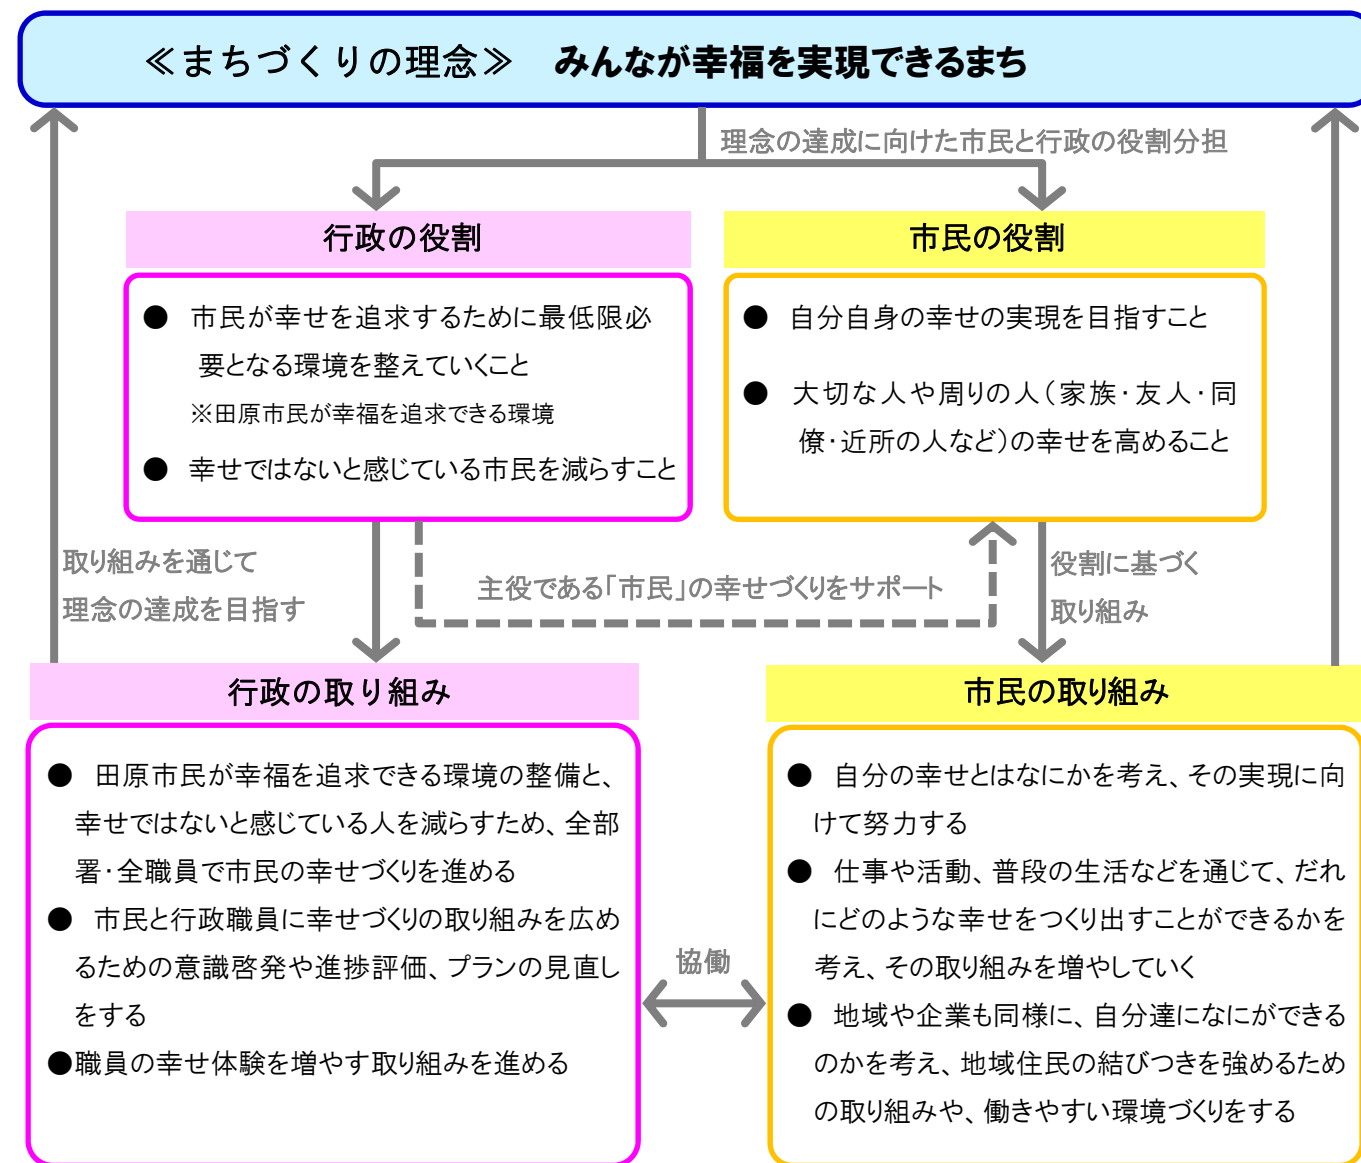 ≪まちづくりの理念≫ みんなが幸福を実現できるまち
理念の達成に向けた市民と行政の役割分担
行政の役割
● 市民が幸せを追求するために最低限必
要となる環境を整えていくこと
※田原市民が幸福を追求できる環境
● 幸せではないと感じている市民を減らすこと
市民の役割
● 自分自身の幸せの実現を目指すこと
● 大切な人や周りの人(家族・友人・同
僚・近所の人など)の幸せを高めること
取り組みを通じて
理念の達成を目指す
主役である「市民」の幸せづくりをサポート
役割に基づく
取り組み
行政の取り組み
● 田原市民が幸福を追求できる環境の整備と、
幸せではないと感じている人を減らすため、全部
署・全職員で市民の幸せづくりを進める
● 市民と行政職員に幸せづくりの取り組みを広め
るための意識啓発や進捗評価、プランの見直し
をする
●職員の幸せ体験を増やす取り組みを進める
協働
市民の取り組み
● 自分の幸せとはなにかを考え、その実現に向
けて努力する
● 仕事や活動、普段の生活などを通じて、だれ
にどのような幸せをつくり出すことができるかを
考え、その取り組みを増やしていく
● 地域や企業も同様に、自分達になにができる
のかを考え、地域住民の結びつきを強めるため
の取り組みや、働きやすい環境づくりをする